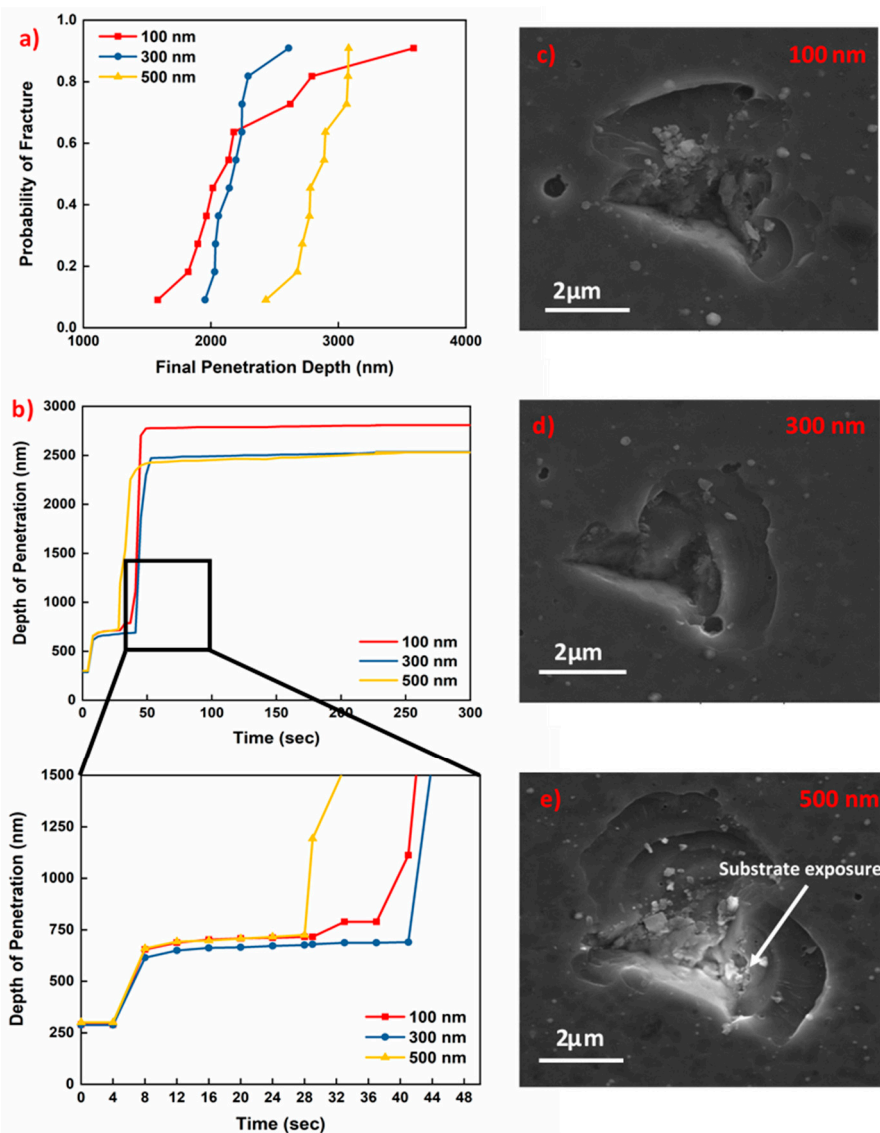 a)
100 nm
300 nm
500 nm
1.0
0.8
0.6
0.4
0.2
0.0
Probability of Fracture
1000
2000
3000
4000
Final Penetration Depth (nm)
c)
100 nm
2µm
b)
3000
2500
2000
1500
1000
500
0
Depth of Penetration (nm)
100 nm
300 nm
500 nm
0
50
100
150
200
250
300
Time (sec)
d)
300 nm
2µm
1500
1250
1000
750
500
250
0
Depth of Penetration (nm)
100 nm
300 nm
500 nm
0
4
8
12
16
20
24
28
32
36
40
44
48
Time (sec)
e)
500 nm
Substrate exposure
2µm